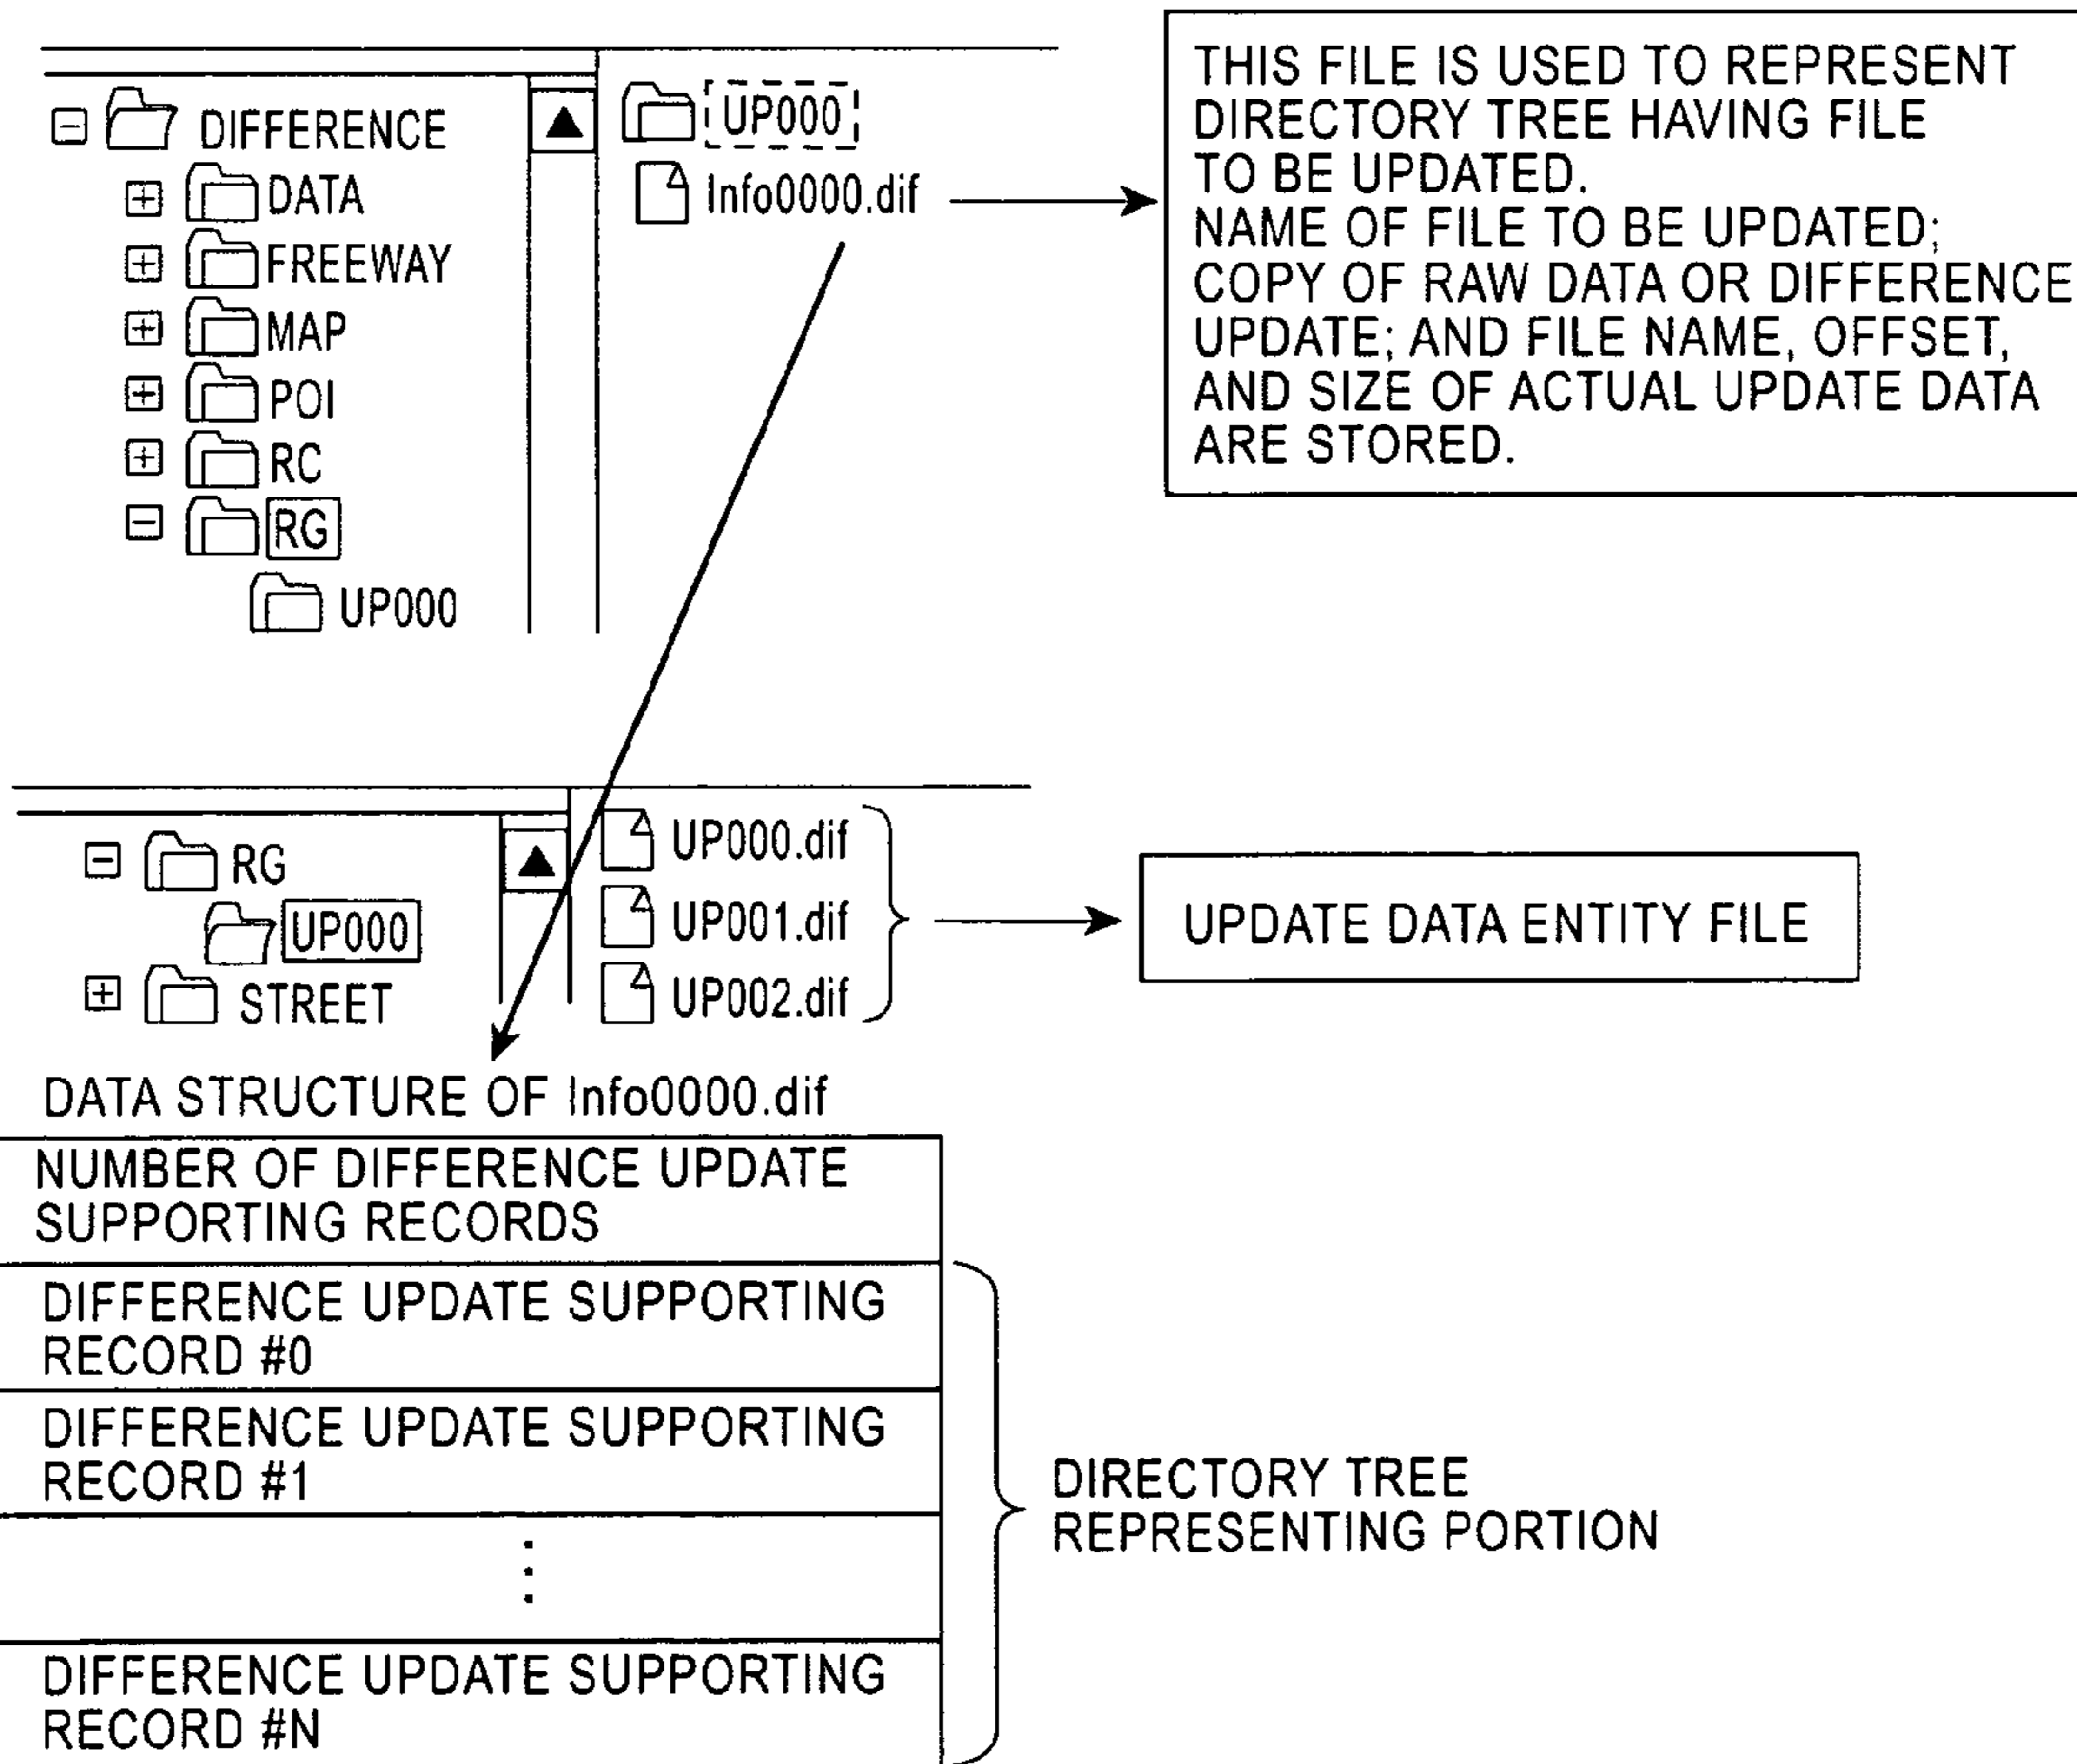 DIFFERENCE
DATA
FREEWAY
MAP
POI
RC
RG
UP000
UP000
Info0000.dif
THIS FILE IS USED TO REPRESENT
DIRECTORY TREE HAVING FILE
TO BE UPDATED.
NAME OF FILE TO BE UPDATED;
COPY OF RAW DATA OR DIFFERENCE
UPDATE; AND FILE NAME, OFFSET,
AND SIZE OF ACTUAL UPDATE DATA
ARE STORED.
RG
UP000
STREET
UP000.dif
UP001.dif
UP002.dif
UPDATE DATA ENTITY FILE
DATA STRUCTURE OF Info0000.dif
NUMBER OF DIFFERENCE UPDATE
SUPPORTING RECORDS
DIFFERENCE UPDATE SUPPORTING
RECORD #0
DIFFERENCE UPDATE SUPPORTING
RECORD #1
DIFFERENCE UPDATE SUPPORTING
RECORD #N
DIRECTORY TREE
REPRESENTING PORTION